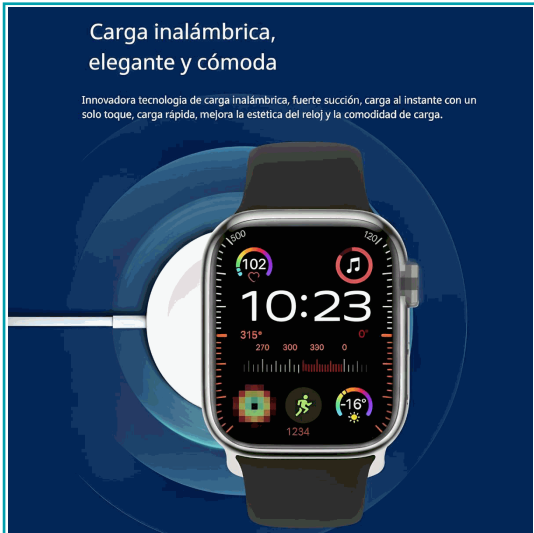 Carga inalámbrica,
elegante y cómoda
Innovadora tecnología de carga inalámbrica, fuerte succión, carga al instante con un
solo toque, carga rápida, mejora la estética del reloj y la comodidad de carga.
500
120
102
10:23
315°
0°
270 300 330 0
-16°
1234